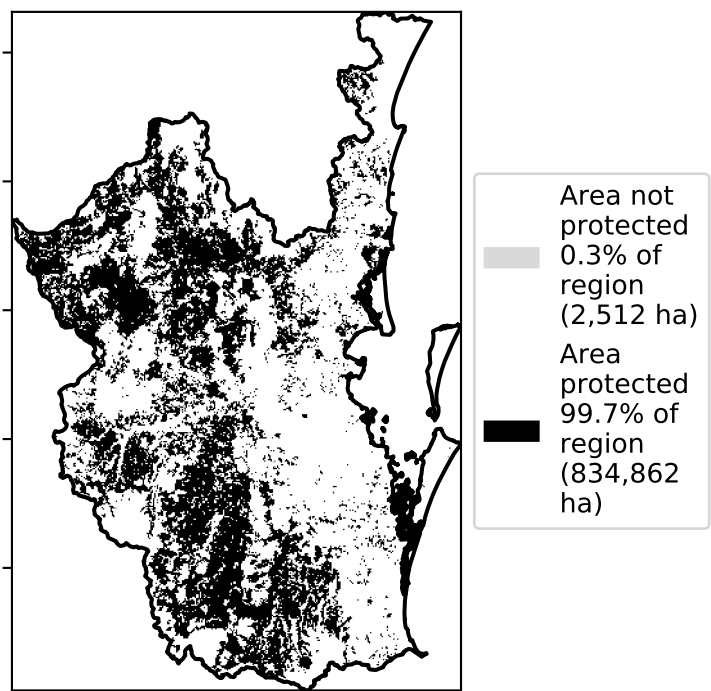 Area not
protected
0.3% of
region
(2,512 ha)
Area
protected
99.7% of
region
(834,862
ha)